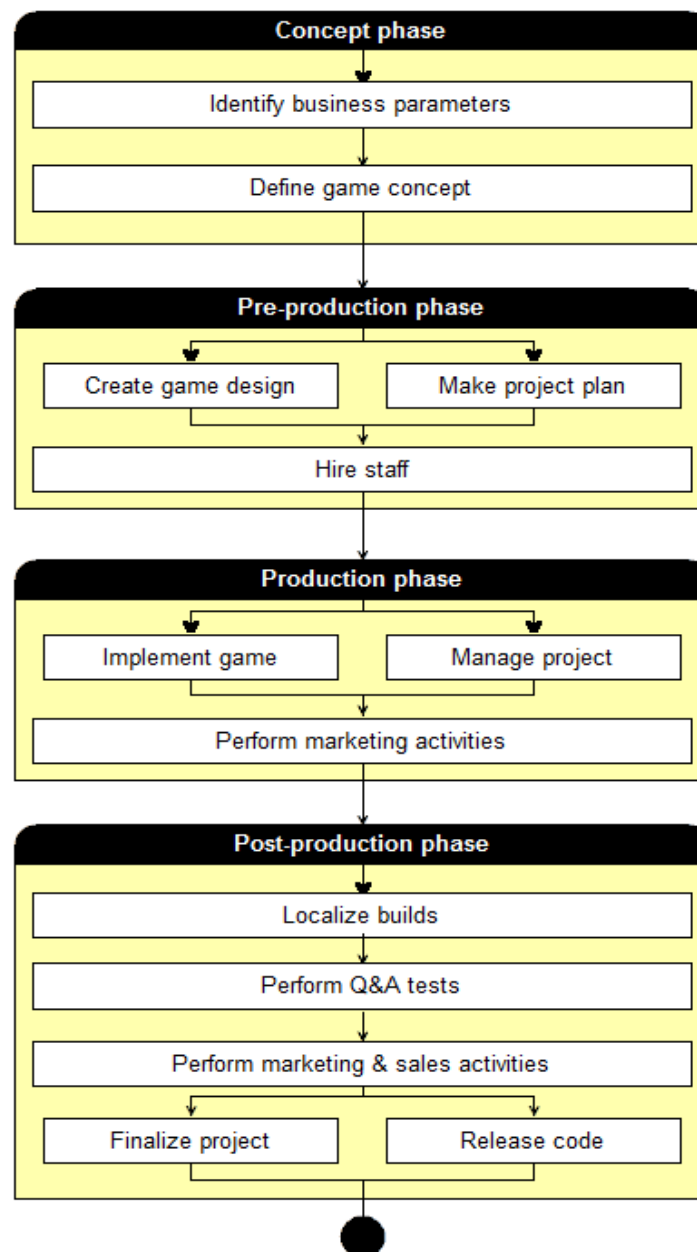 Concept phase
Identify business parameters
Define game concept
Pre-production phase
Create game design
Make project plan
Hire staff
Production phase
Implement game
Manage project
Perform marketing activities
Post-production phase
Localize builds
Perform Q&A tests
Perform marketing & sales activities
Finalize project
Release code